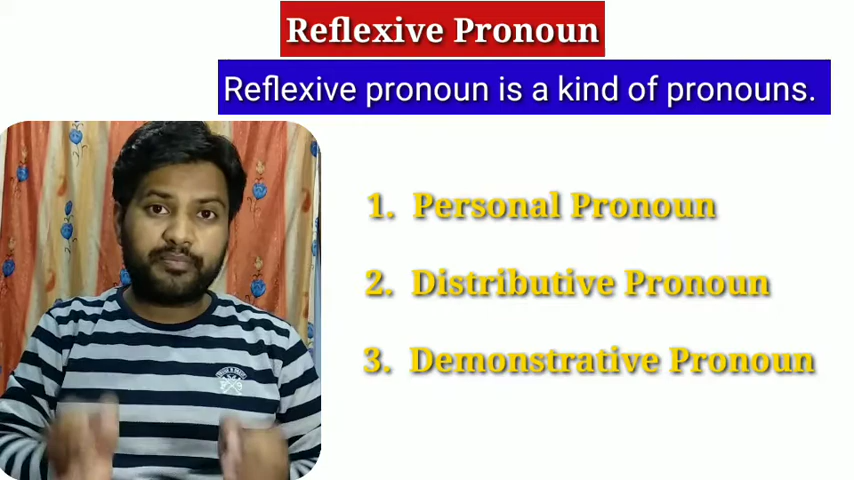 Reflexive Pronoun
Reflexive pronoun is a kind of pronouns.
1. Personal Pronoun
2. Distributive Pronoun
3. Demonstrative Pronoun